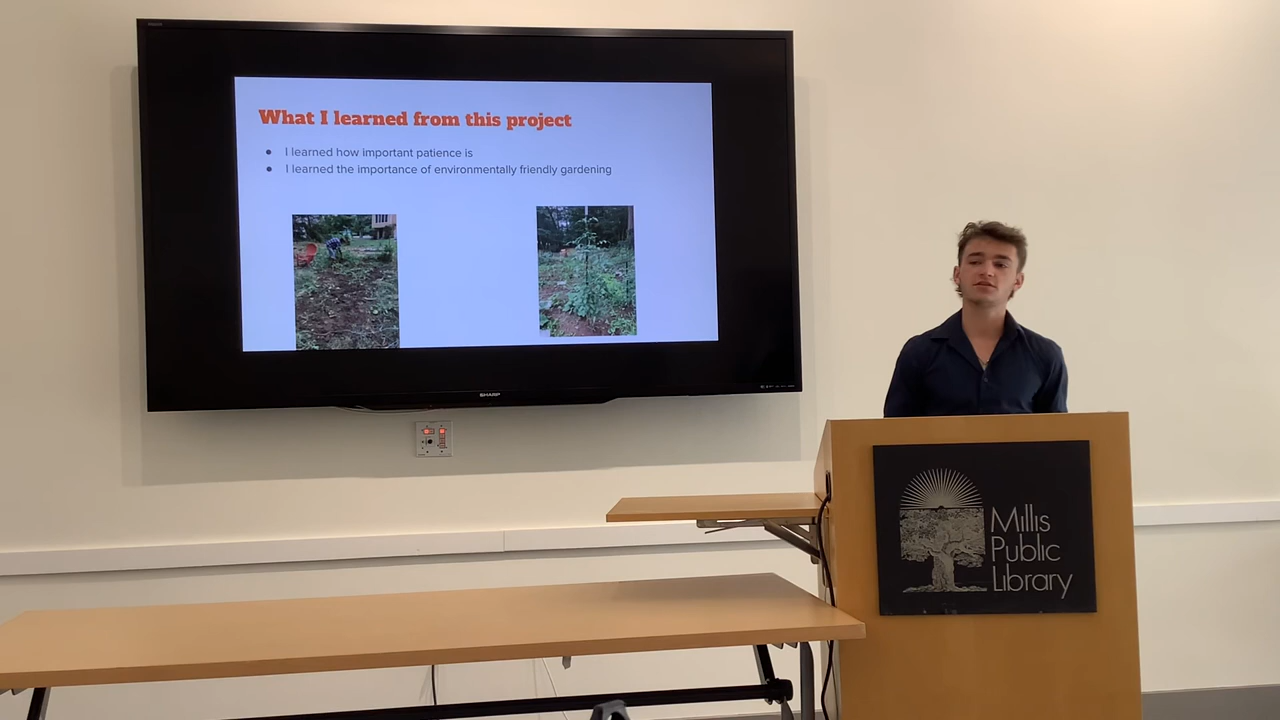 What I learned from this project
I learned how important patience is
I learned the importance of environmentally friendly gardening
SHARP
Millis
Public
Library